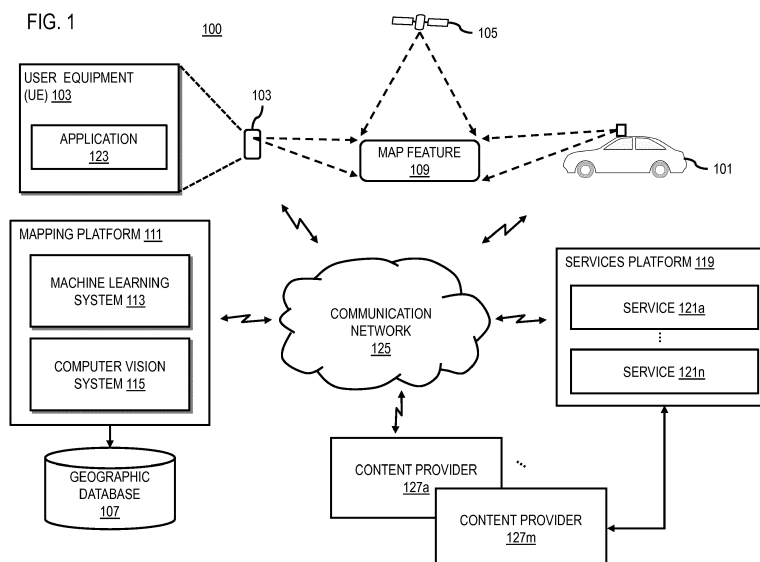 FIG. 1
100
105
USER EQUIPMENT
(UE) 103
APPLICATION
123
103
MAP FEATURE
109
101
MAPPING PLATFORM 111
MACHINE LEARNING
SYSTEM 113
COMPUTER VISION
SYSTEM 115
GEOGRAPHIC
DATABASE
107
COMMUNICATION
NETWORK
125
SERVICES PLATFORM 119
SERVICE 121a
...
SERVICE 121n
CONTENT PROVIDER
127a
...
CONTENT PROVIDER
127m